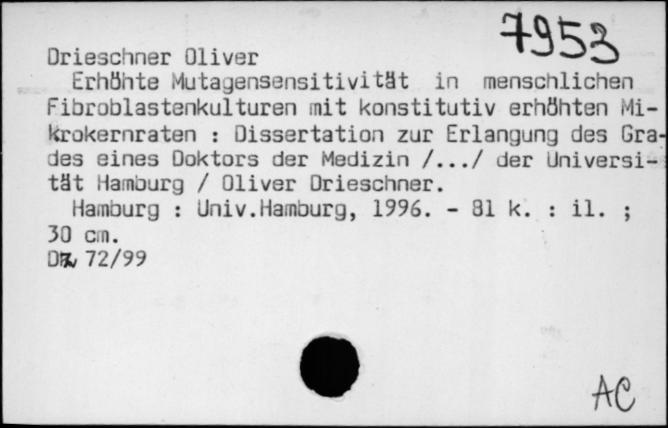 7953
Drieschner Oliver
Erhöhte Mutagensensitivität in menschlichen
Fibroblastenkulturen mit konstitutiv erhöhten Mi-
krokernraten : Dissertation zur Erlangung des Gra-
des eines Doktors der Medizin /.../ der Universi-
tät Hamburg / Oliver Drieschner.
Hamburg : Univ.Hamburg, 1996. - 81 k. : il. ;
30 cm.
72/99
AC